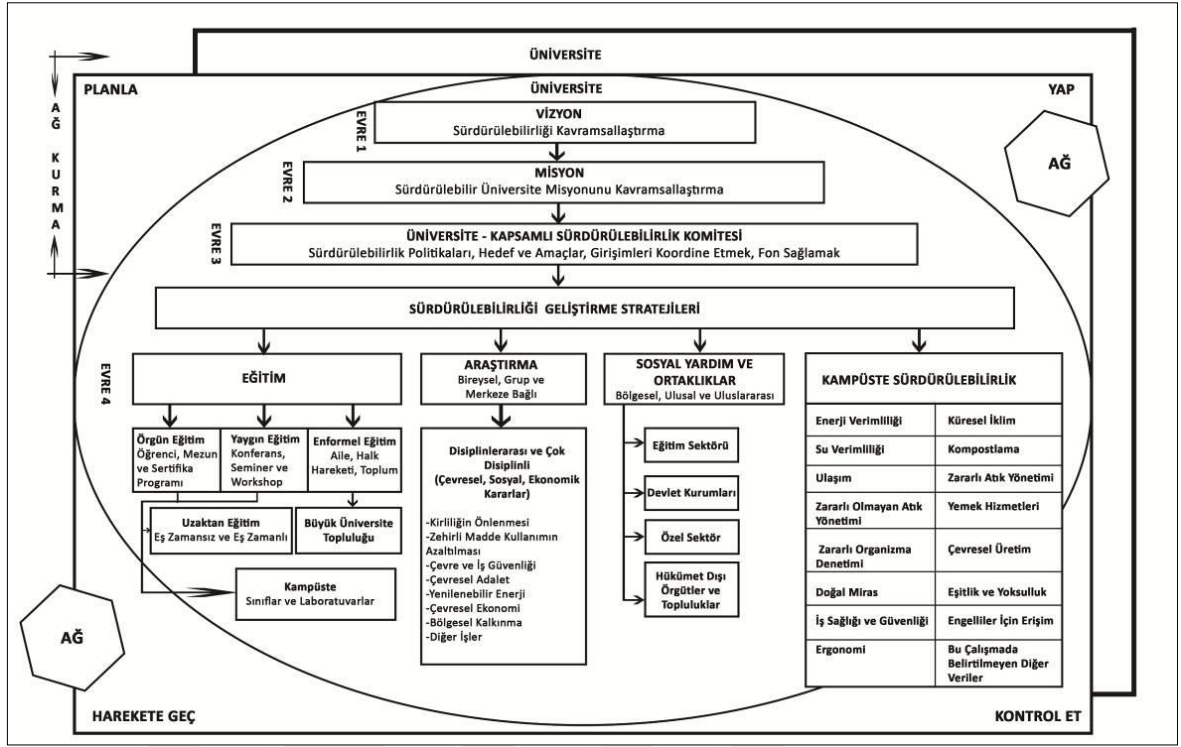 ÜNİVERSİTE
ÜNİVERSİTE
PLANLA
YAP
AĞ KURMA
AĞ
EVRE 1
VİZYON
Sürdürülebilirliği Kavramsallaştırma
EVRE 2
MİSYON
Sürdürülebilir Üniversite Misyonunu Kavramsallaştırma
EVRE 3
ÜNİVERSİTE - KAPSAMLI SÜRDÜRÜLEBİLİRLİK KOMİTESİ
Sürdürülebilirlik Politikaları, Hedef ve Amaçlar, Girişimleri Koordine Etmek, Fon Sağlamak
SÜRDÜRÜLEBİLİRLİĞİ GELİŞTİRME STRATEJİLERİ
EVRE 4
EĞİTİM
Örgün Eğitim
Öğrenci, Mezun
ve Sertifika
Programı
Yaygın Eğitim
Konferans,
Seminer ve
Workshop
Enformel Eğitim
Aile, Halk
Hareketi, Toplum
Uzaktan Eğitim
Eş Zamansız ve Eş Zamanlı
Büyük Üniversite
Topluluğu
Kampüste
Sınıflar ve Laboratuvarlar
ARAŞTIRMA
Bireysel, Grup ve
Merkeze Bağlı
Disiplinlerarası ve Çok
Disiplinli
(Çevresel, Sosyal, Ekonomik
Kararlar)
-Kirliliğin Önlenmesi
-Zehirli Madde Kullanımın
Azaltılması
-Çevre ve İş Güvenliği
-Çevresel Adalet
-Yenilenebilir Enerji
-Çevresel Ekonomi
-Bölgesel Kalkınma
-Diğer İşler
SOSYAL YARDIM VE
ORTAKLIKLAR
Bölgesel, Ulusal ve Uluslararası
Eğitim Sektörü
Devlet Kurumları
Özel Sektör
Hükümet Dışı
Örgütler ve
Topluluklar
KAMPÜSTE SÜRDÜRÜLEBİLİRLİK
Enerji Verimliliği
Küresel İklim
Su Verimliliği
Kompostlama
Ulaşım
Zararlı Atık Yönetimi
Zararlı Olmayan Atık
Yönetimi
Yemek Hizmetleri
Zararlı Organizma
Denetimi
Çevresel Üretim
Doğal Miras
Eşitlik ve Yoksulluk
İş Sağlığı ve Güvenliği
Engelliler İçin Erişim
Ergonomi
Bu Çalışmada
Belirtilmeyen Diğer
Veriler
AĞ
HAREKETE GEÇ
KONTROL ET